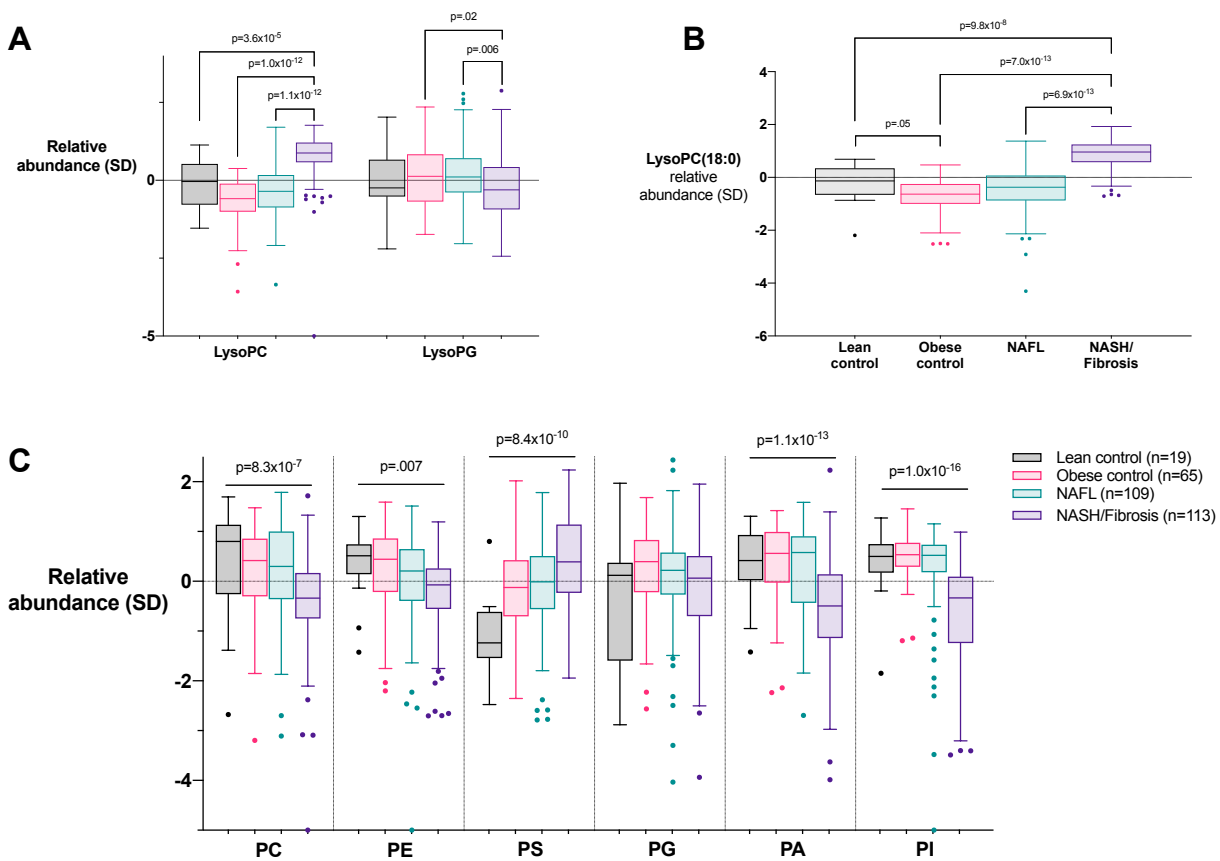 A
p=3.6x10-5
p=1.0x10-12
p=1.1x10-12
p=.02
p=.006
Relative
abundance (SD)
0
-5
LysoPC
LysoPG
B
p=9.8x10-8
p=7.0x10-13
p=6.9x10-13
p=.05
4
2
0
-2
-4
-6
LysoPC(18:0)
relative
abundance (SD)
Lean
control
Obese
control
NAFL
NASH/
Fibrosis
C
p=8.3x10-7
p=.007
p=8.4x10-10
p=1.1x10-13
p=1.0x10-16
Relative
abundance (SD)
2
0
-2
-4
PC
PE
PS
PG
PA
PI
Lean control (n=19)
Obese control (n=65)
NAFL (n=109)
NASH/Fibrosis (n=113)